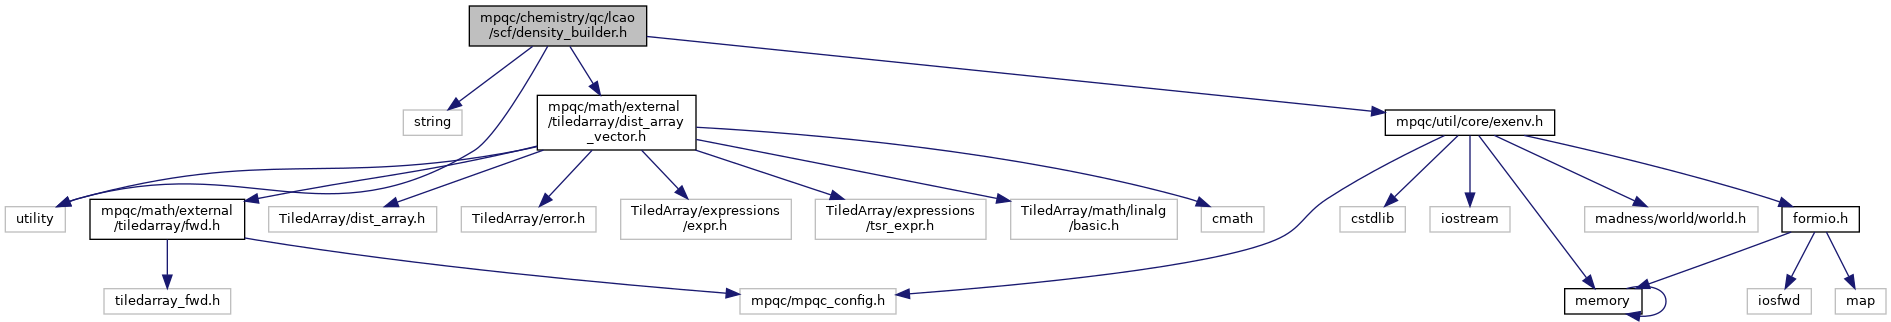 mpqc/chemistry/qc/lcao
/scf/density_builder.h
string
mpqc/math/external
/tiledarray/dist_array
_vector.h
mpqc/util/core/exenv.h
utility
mpqc/math/external
/tiledarray/fwd.h
TiledArray/dist_array.h
TiledArray/error.h
TiledArray/expressions
/expr.h
TiledArray/expressions
/tsr_expr.h
TiledArray/math/linalg
/basic.h
cmath
cstdlib
iostream
madness/world/world.h
formio.h
tiledarray_fwd.h
mpqc/mpqc_config.h
memory
iosfwd
map